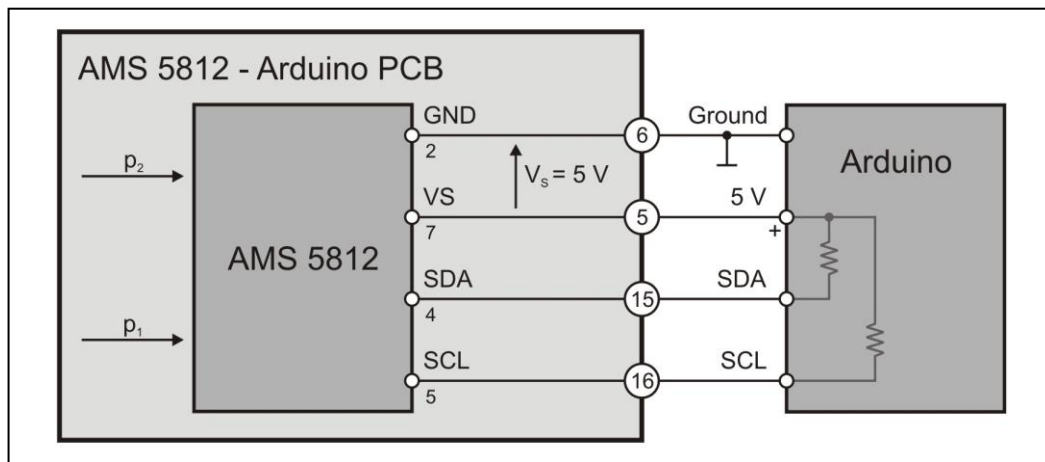 AMS 5812 - Arduino PCB
GND
2
6
Ground
Arduino
p₂
Vₛ = 5 V
VS
7
5
5 V
+
AMS 5812
SDA
4
15
SDA
p₁
SCL
5
16
SCL